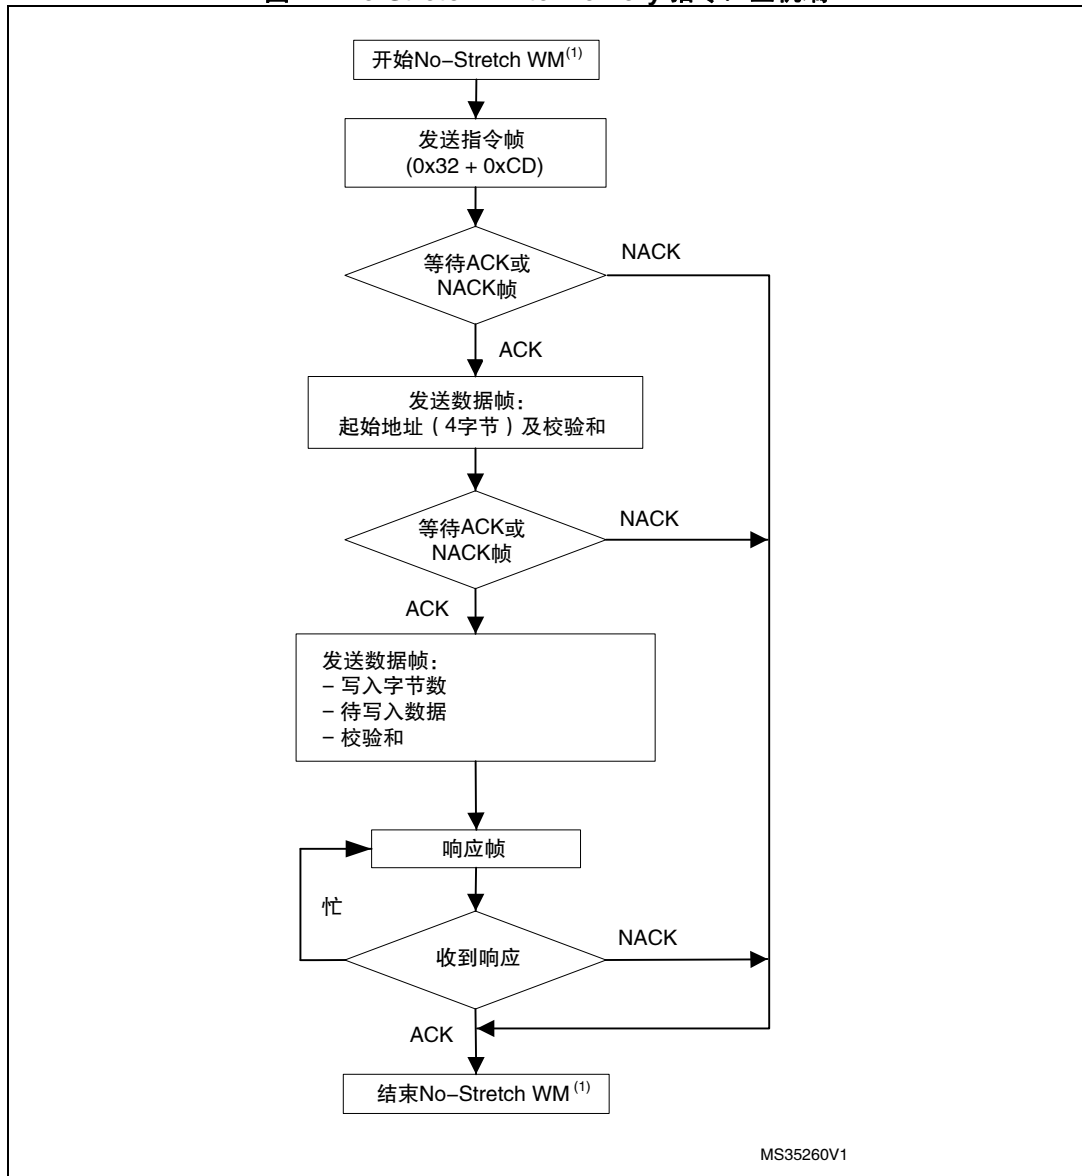 开始No–Stretch WM(1)
发送指令帧
(0x32 + 0xCD)
等待ACK或
NACK帧
NACK
ACK
发送数据帧：
起始地址（4字节）及校验和
等待ACK或
NACK帧
NACK
ACK
发送数据帧：
– 写入字节数
– 待写入数据
– 校验和
响应帧
忙
收到响应
NACK
ACK
结束No–Stretch WM (1)
MS35260V1